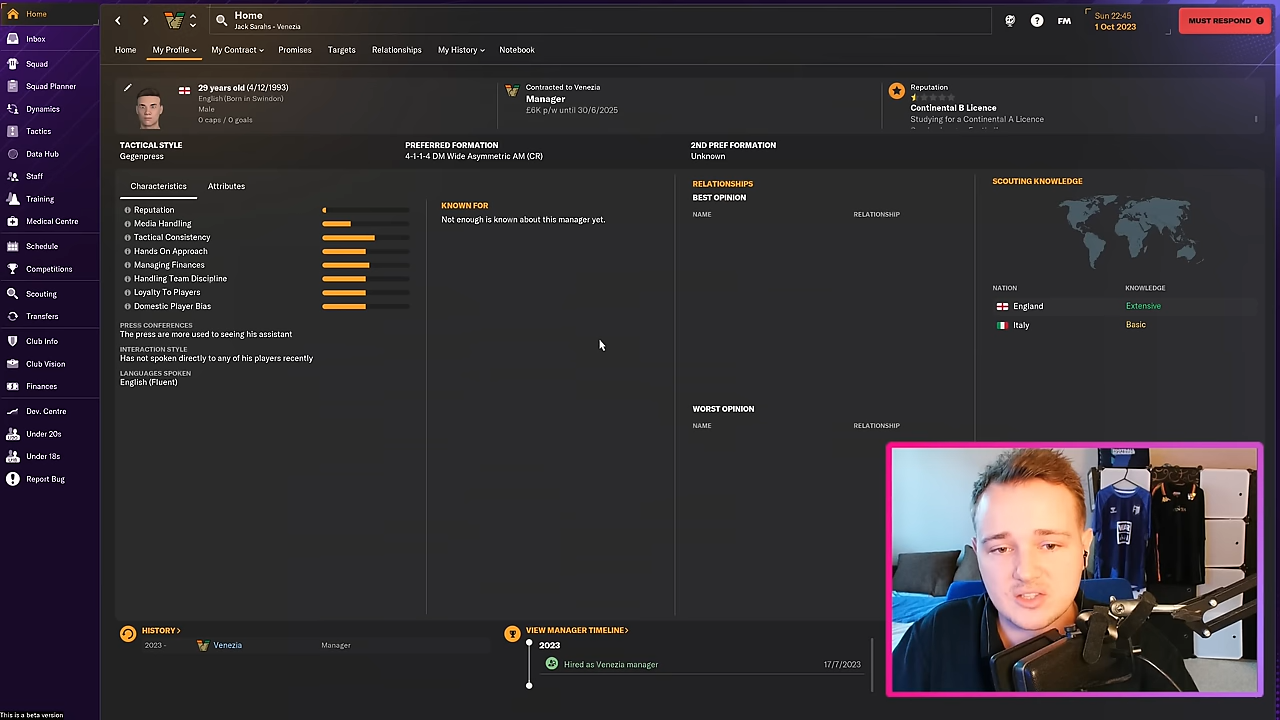 Home
Inbox
Squad
Squad Planner
Dynamics
Tactics
Data Hub
Staff
Training
Medical Centre
Schedule
Competitions
Scouting
Transfers
Club Info
Club Vision
Finances
Dev. Centre
Under 20s
Under 18s
Report Bug
This is a beta version
Home
Jack Sarahs - Venezia
FM
Sun 22:45
1 Oct 2023
MUST RESPOND
Home
My Profile
My Contract
Promises
Targets
Relationships
My History
Notebook
29 years old (4/12/1993)
English (Born in Swindon)
Male
0 caps / 0 goals
Contracted to Venezia
Manager
£6K p/w until 30/6/2025
Reputation
Continental B Licence
Studying for a Continental A Licence
TACTICAL STYLE
Gegenpress
PREFERRED FORMATION
4-1-1-4 DM Wide Asymmetric AM (CR)
2ND PREF FORMATION
Unknown
Characteristics
Attributes
Reputation
Media Handling
Tactical Consistency
Hands On Approach
Managing Finances
Handling Team Discipline
Loyalty To Players
Domestic Player Bias
PRESS CONFERENCES
The press are more used to seeing his assistant
INTERACTION STYLE
Has not spoken directly to any of his players recently
LANGUAGES SPOKEN
English (Fluent)
KNOWN FOR
Not enough is known about this manager yet.
RELATIONSHIPS
BEST OPINION
NAME RELATIONSHIP
WORST OPINION
NAME RELATIONSHIP
SCOUTING KNOWLEDGE
NATION KNOWLEDGE
England Extensive
Italy Basic
HISTORY>
2023 - Venezia Manager
VIEW MANAGER TIMELINE>
2023
Hired as Venezia manager 17/7/2023